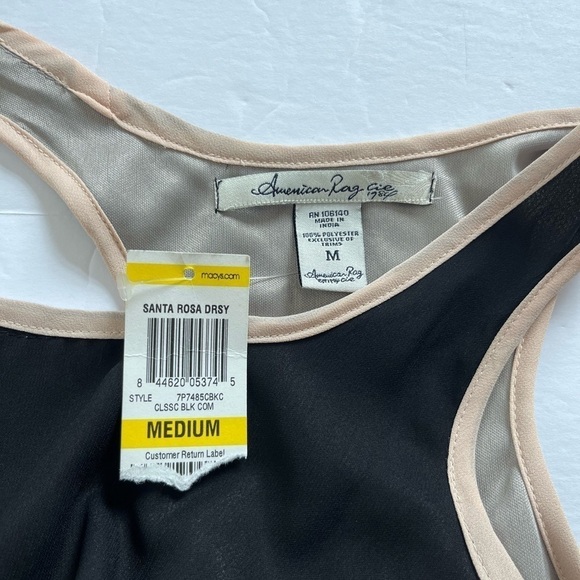 American Rag Cie
1984
RN 106140
MADE IN
INDIA
100% POLYESTER
EXCLUSIVE OF
TRIMS
M
American Rag
Cie
macys.com
SANTA ROSA DRSY
8 44620 05374 5
STYLE 7P7485CBKC
CLSSC BLK COM
MEDIUM
Customer Return Label